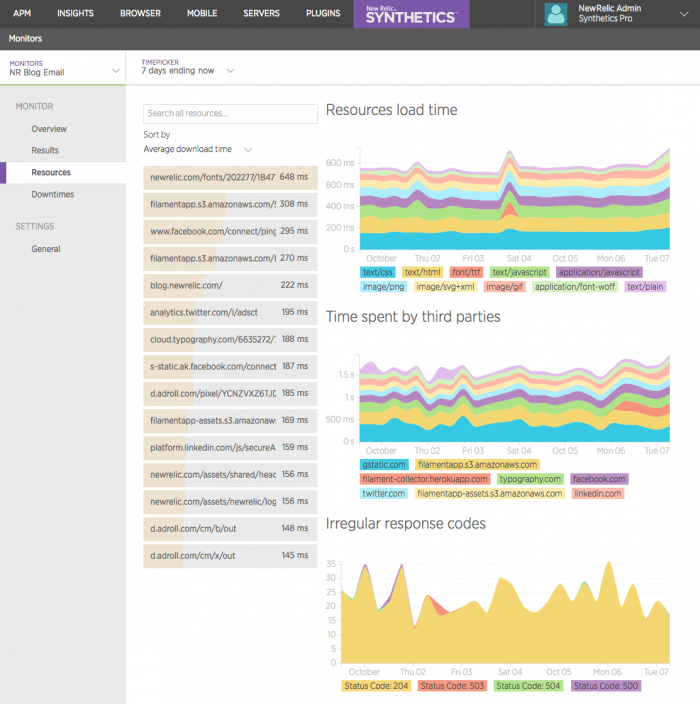 APM INSIGHTS BROWSER MOBILE SERVERS PLUGINS New Relic SYNTHETICS NewRelic Admin
Synthetics Pro
Monitors
MONITORS
NR Blog Email
TIMEPICKER
7 days ending now
MONITOR
Overview
Results
Resources
Downtimes
SETTINGS
General
Search all resources...
Sort by
Average download time
newrelic.com/fonts/202277/1B47 648 ms
filamentapp.s3.amazonaws.com/ 308 ms
www.facebook.com/connect/ping 295 ms
filamentapp.s3.amazonaws.com/ 270 ms
blog.newrelic.com/ 222 ms
analytics.twitter.com/i/adsct 195 ms
cloud.typography.com/6635272/ 188 ms
s-static.ak.facebook.com/connect 187 ms
d.adroll.com/pixel/YCNZVXZ6TJD 185 ms
filamentapp-assets.s3.amazonaw 169 ms
platform.linkedin.com/js/secureA 159 ms
newrelic.com/assets/shared/head 156 ms
newrelic.com/assets/newrelic/log 156 ms
d.adroll.com/cm/b/out 148 ms
d.adroll.com/cm/x/out 145 ms
Resources load time
800 ms
600 ms
400 ms
200 ms
0 s
October Thu 02 Fri 03 Sat 04 Oct 05 Mon 06 Tue 07
text/css text/html font/ttf text/javascript application/javascript
image/png image/svg+xml image/gif application/font-woff text/plain
Time spent by third parties
1.5 s
1 s
500 ms
0 s
October Thu 02 Fri 03 Sat 04 Oct 05 Mon 06 Tue 07
gstatic.com filamentapp.s3.amazonaws.com
filament-collector.herokuapp.com typography.com facebook.com
twitter.com filamentapp-assets.s3.amazonaws.com linkedin.com
Irregular response codes
35
30
25
20
15
10
5
0
October Thu 02 Fri 03 Sat 04 Oct 05 Mon 06 Tue 07
Status Code: 204 Status Code: 503 Status Code: 504 Status Code: 500